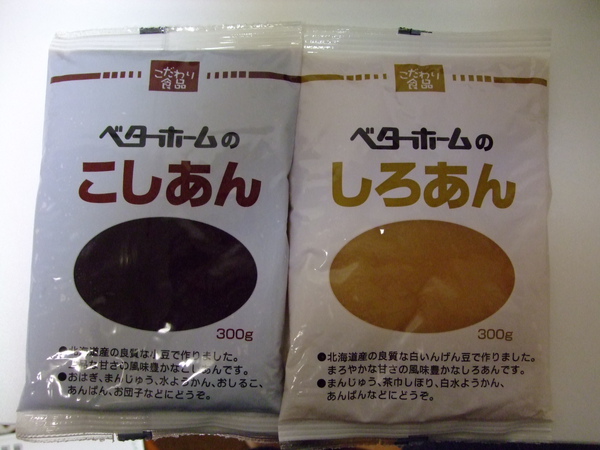 こだわり
食品
ベターホームの
こしあん
300g
●北海道産の良質な小豆で作りました。
な甘さの風味豊かなこしあんです。
●おはぎ、まんじゅう、水ようかん、おしるこ、
あんぱん、お団子などにどうぞ。
こだわり
食品
ベターホームの
しろあん
300g
●北海道産の良質な白いんげん豆で作りました。
まろやかな甘さの風味豊かなしろあんです。
●まんじゅう、茶巾しぼり、白水ようかん、
あんぱんなどにどうぞ。